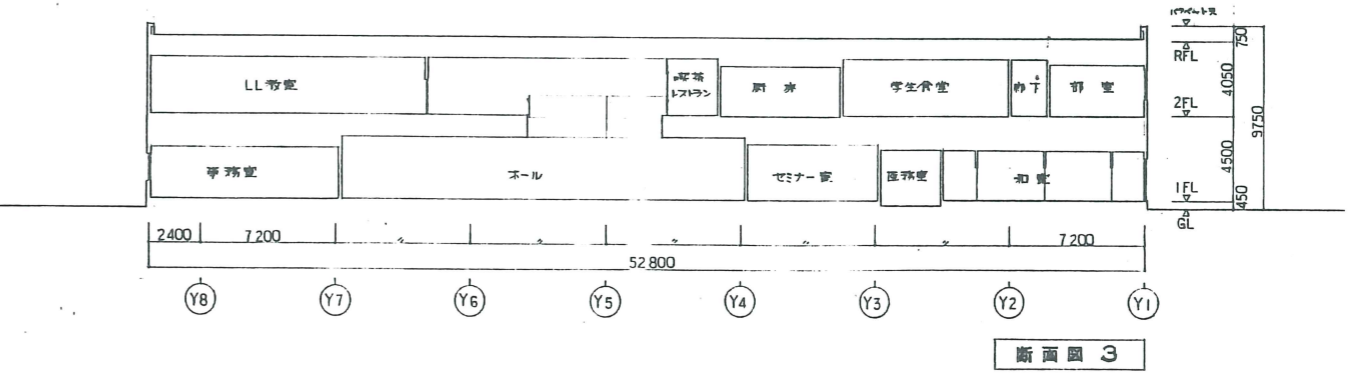 パラペット天
RFL
2FL
1FL
GL
750
4050
4500
450
9750
LL教室
喫茶
レストラン
厨房
学生食堂
廊下
部室
事務室
ホール
セミナー室
医務室
和室
2400
7200
〃
〃
〃
〃
〃
7200
52800
Y8
Y7
Y6
Y5
Y4
Y3
Y2
Y1
断面図 3